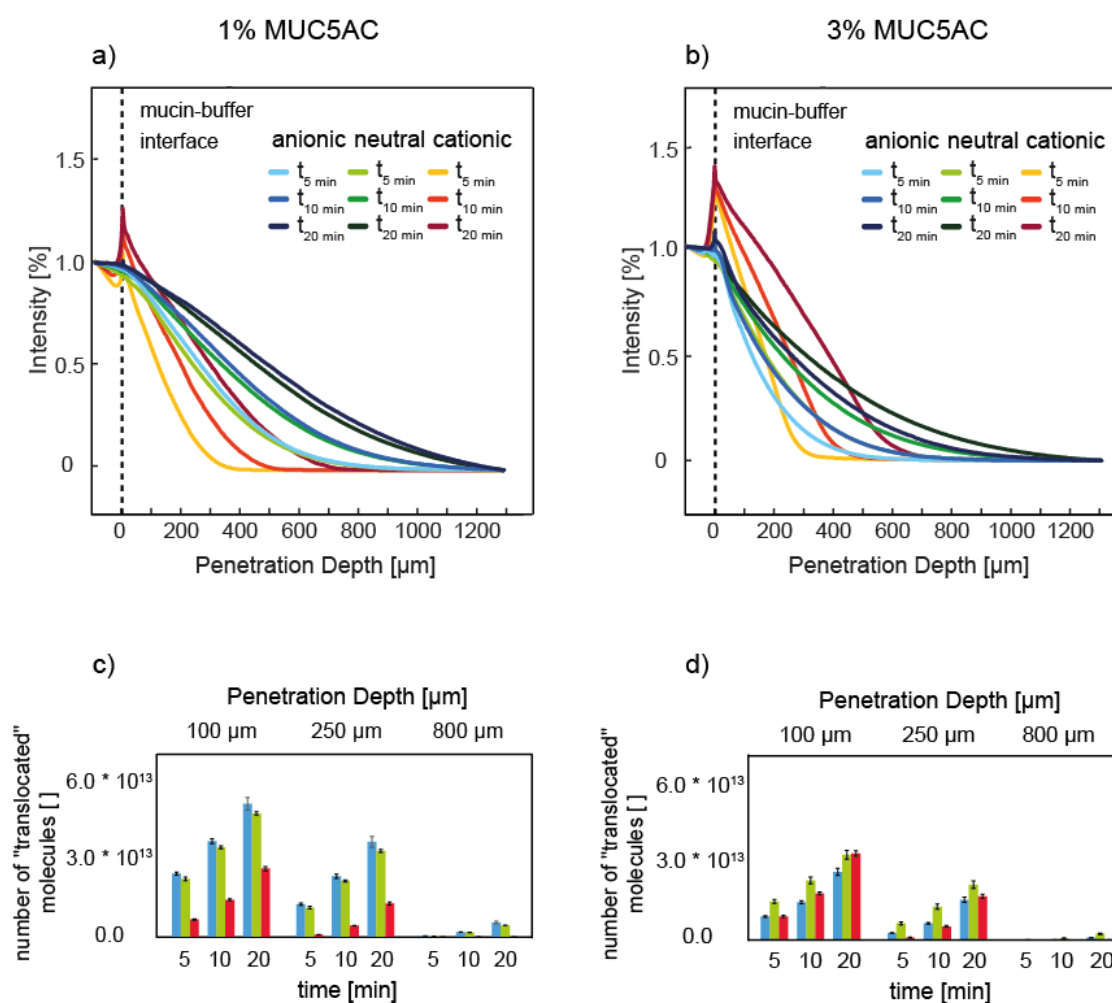 1% MUC5AC
a)
mucin-buffer
interface
anionic neutral cationic
t5 min t5 min t5 min
t10 min t10 min t10 min
t20 min t20 min t20 min
Intensity [%]
1.5
1.0
0.5
0
0 200 400 600 800 1000 1200
Penetration Depth [µm]
3% MUC5AC
b)
mucin-buffer
interface
anionic neutral cationic
t5 min t5 min t5 min
t10 min t10 min t10 min
t20 min t20 min t20 min
Intensity [%]
1.5
1.0
0.5
0
0 200 400 600 800 1000 1200
Penetration Depth [µm]
c)
Penetration Depth [µm]
100 µm 250 µm 800 µm
number of "translocated"
molecules [ ]
6.0 * 10¹³
3.0 * 10¹³
0.0
5 10 20 5 10 20 5 10 20
time [min]
d)
Penetration Depth [µm]
100 µm 250 µm 800 µm
number of "translocated"
molecules [ ]
6.0 * 10¹³
3.0 * 10¹³
0.0
5 10 20 5 10 20 5 10 20
time [min]